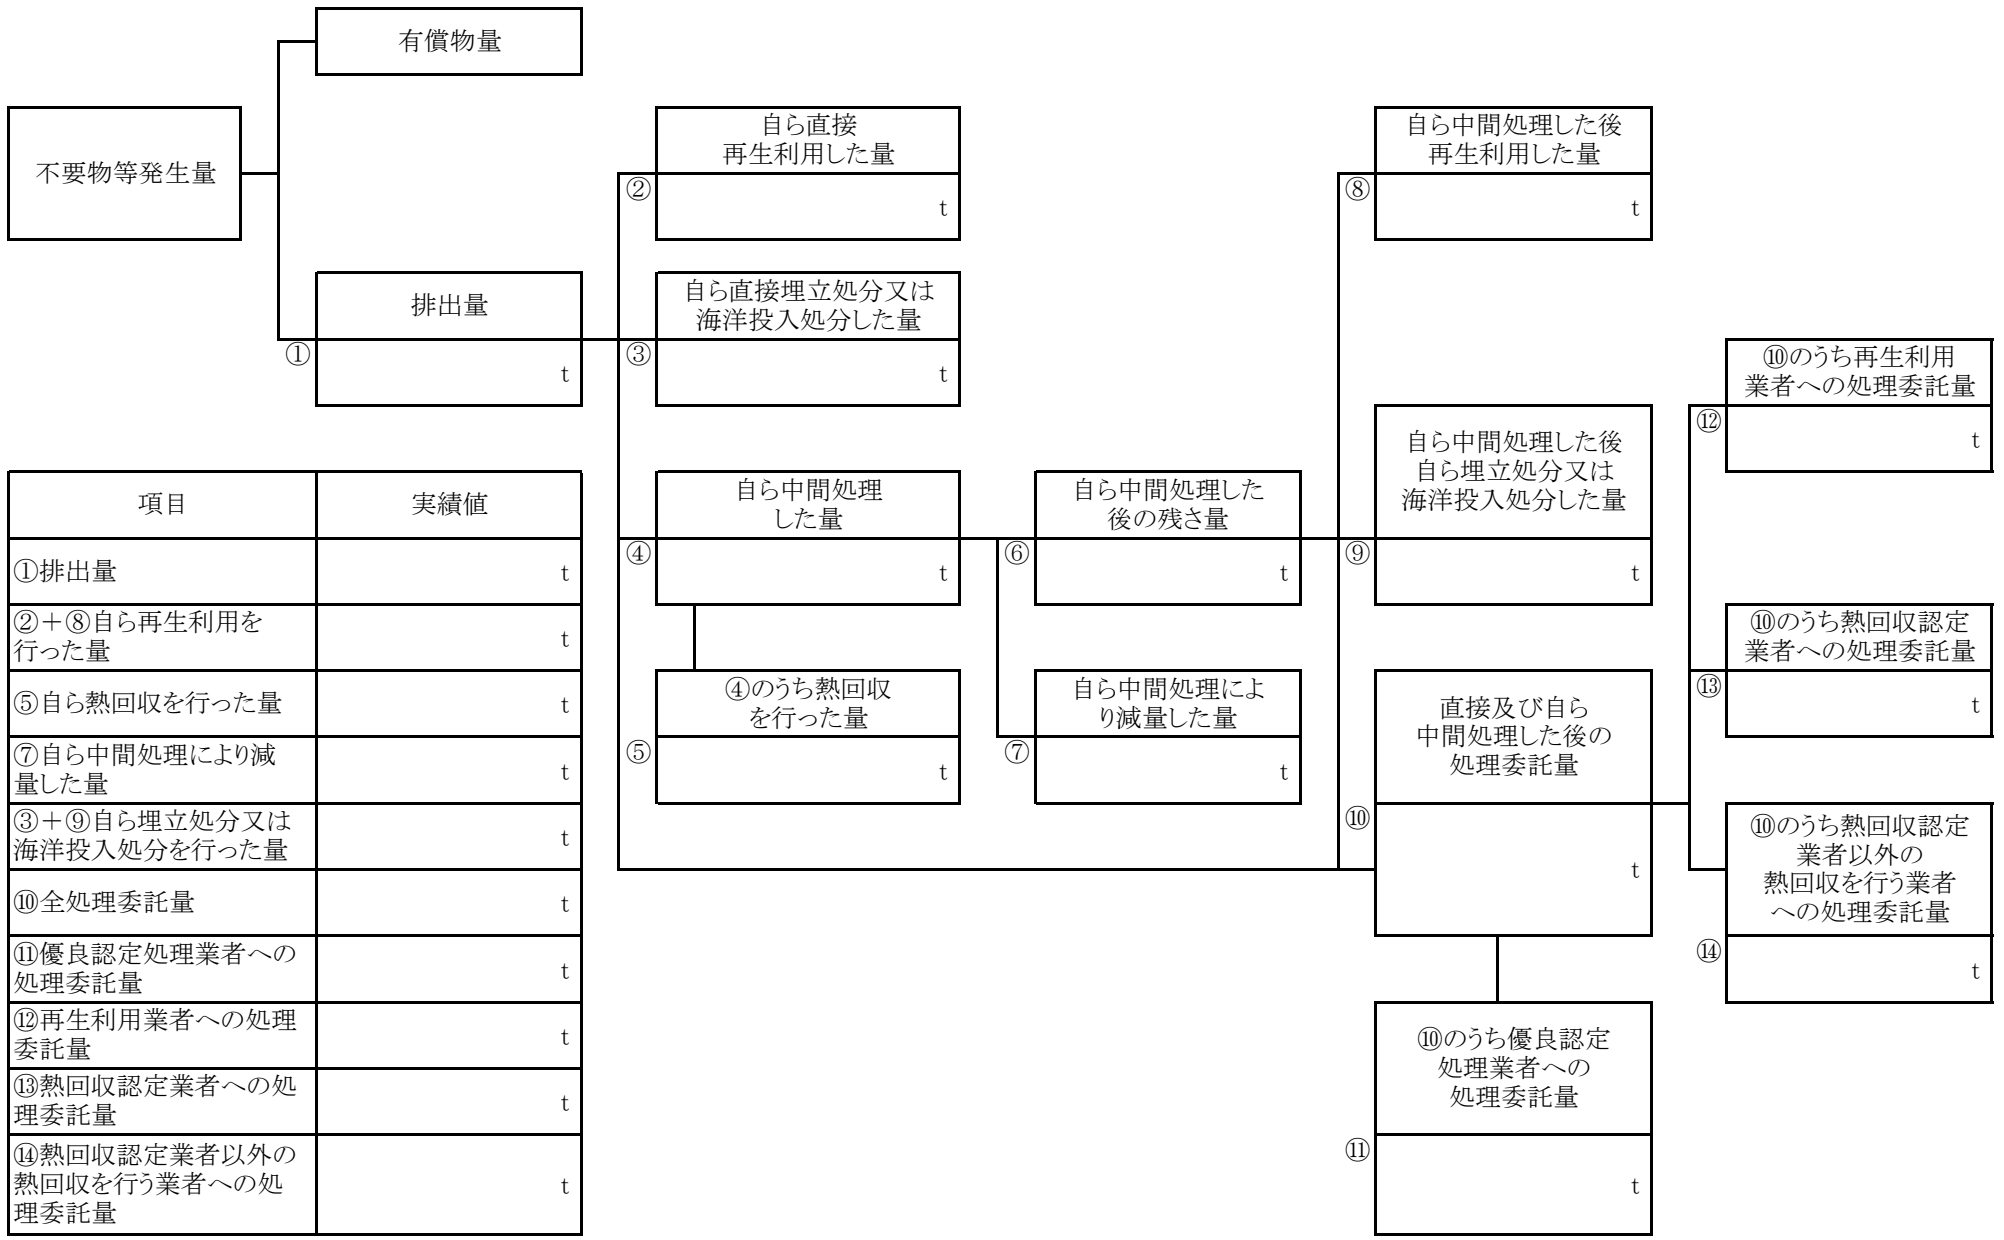 有償物量
不要物等発生量
排出量
①
t
自ら直接
再生利用した量
②
t
自ら直接埋立処分又は
海洋投入処分した量
③
t
自ら中間処理
した量
④
t
④のうち熱回収
を行った量
⑤
t
自ら中間処理した
後の残さ量
⑥
t
自ら中間処理によ
り減量した量
⑦
t
自ら中間処理した後
再生利用した量
⑧
t
自ら中間処理した後
自ら埋立処分又は
海洋投入処分した量
⑨
t
直接及び自ら
中間処理した後の
処理委託量
⑩
t
⑩のうち優良認定
処理業者への
処理委託量
⑪
t
⑩のうち再生利用
業者への処理委託量
⑫
t
⑩のうち熱回収認定
業者への処理委託量
⑬
t
⑩のうち熱回収認定
業者以外の
熱回収を行う業者
への処理委託量
⑭
t
項目 実績値
①排出量 t
②+⑧自ら再生利用を
行った量 t
⑤自ら熱回収を行った量 t
⑦自ら中間処理により減
量した量 t
③+⑨自ら埋立処分又は
海洋投入処分を行った量 t
⑩全処理委託量 t
⑪優良認定処理業者への
処理委託量 t
⑫再生利用業者への処理
委託量 t
⑬熱回収認定業者への処
理委託量 t
⑭熱回収認定業者以外の
熱回収を行う業者への処 t
理委託量